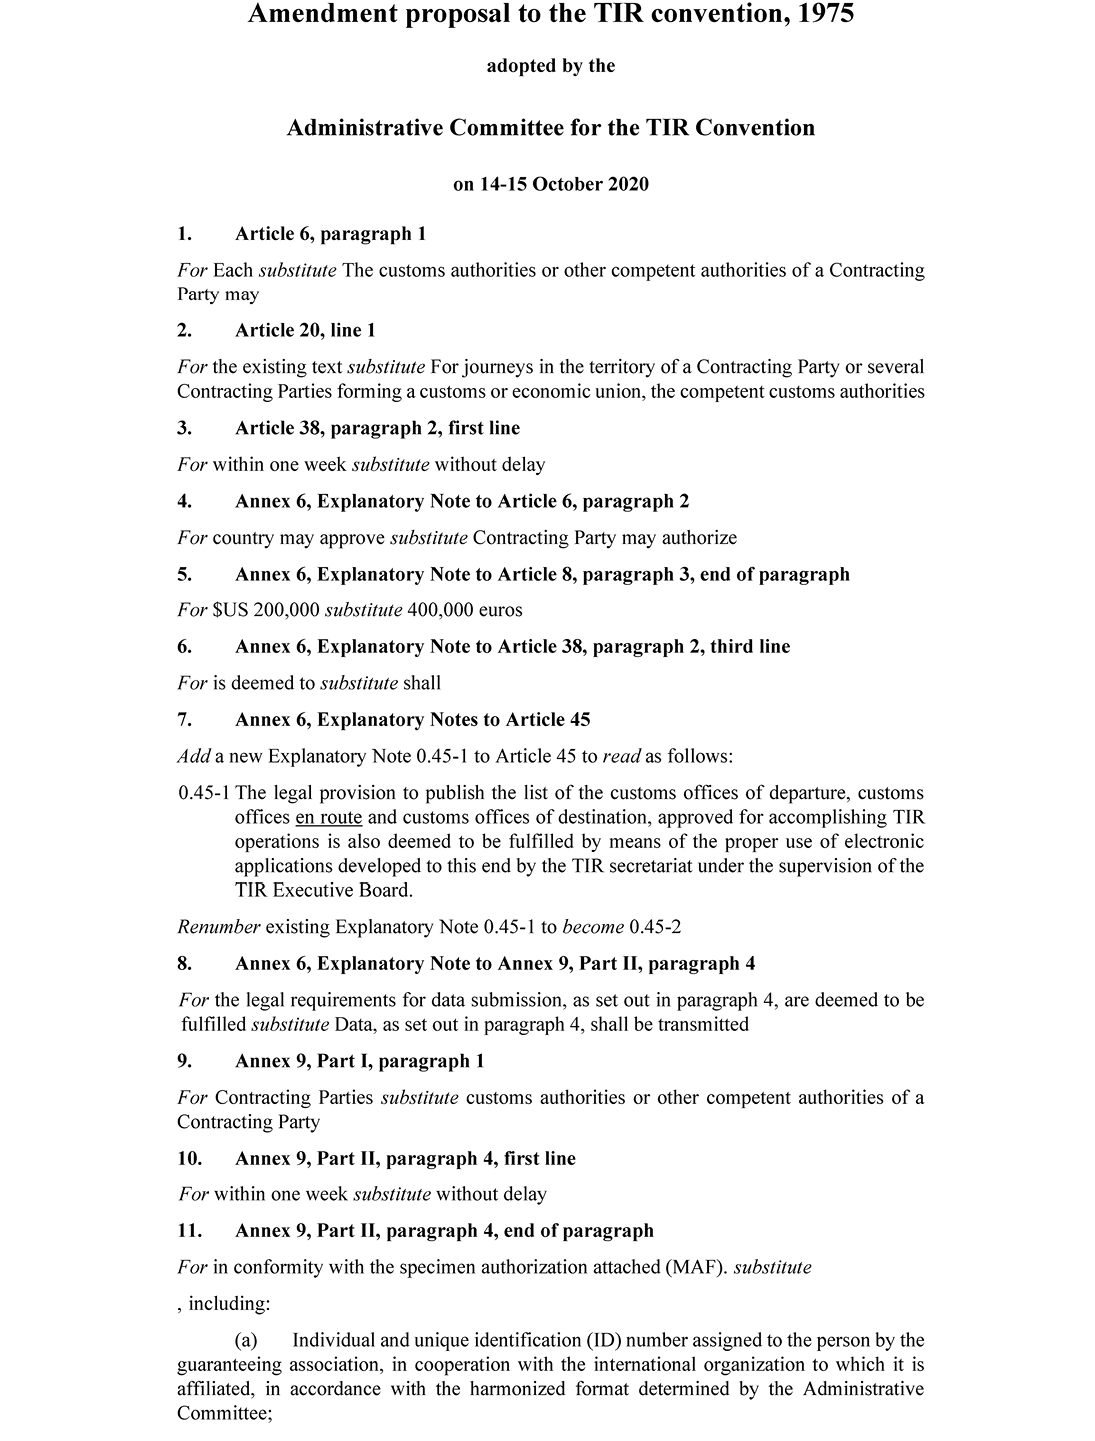 Amendment proposal to the TIR convention, 1975
adopted by the
Administrative Committee for the TIR Convention
on 14-15 October 2020
1. Article 6, paragraph 1
For Each substitute The customs authorities or other competent authorities of a Contracting
Party may
2. Article 20, line 1
For the existing text substitute For journeys in the territory of a Contracting Party or several
Contracting Parties forming a customs or economic union, the competent customs authorities
3. Article 38, paragraph 2, first line
For within one week substitute without delay
4. Annex 6, Explanatory Note to Article 6, paragraph 2
For country may approve substitute Contracting Party may authorize
5. Annex 6, Explanatory Note to Article 8, paragraph 3, end of paragraph
For $US 200,000 substitute 400,000 euros
6. Annex 6, Explanatory Note to Article 38, paragraph 2, third line
For is deemed to substitute shall
7. Annex 6, Explanatory Notes to Article 45
Add a new Explanatory Note 0.45-1 to Article 45 to read as follows:
0.45-1 The legal provision to publish the list of the customs offices of departure, customs
offices en route and customs offices of destination, approved for accomplishing TIR
operations is also deemed to be fulfilled by means of the proper use of electronic
applications developed to this end by the TIR secretariat under the supervision of the
TIR Executive Board.
Renumber existing Explanatory Note 0.45-1 to become 0.45-2
8. Annex 6, Explanatory Note to Annex 9, Part II, paragraph 4
For the legal requirements for data submission, as set out in paragraph 4, are deemed to be
fulfilled substitute Data, as set out in paragraph 4, shall be transmitted
9. Annex 9, Part I, paragraph 1
For Contracting Parties substitute customs authorities or other competent authorities of a
Contracting Party
10. Annex 9, Part II, paragraph 4, first line
For within one week substitute without delay
11. Annex 9, Part II, paragraph 4, end of paragraph
For in conformity with the specimen authorization attached (MAF). substitute
, including:
(a) Individual and unique identification (ID) number assigned to the person by the
guaranteeing association, in cooperation with the international organization to which it is
affiliated, in accordance with the harmonized format determined by the Administrative
Committee;